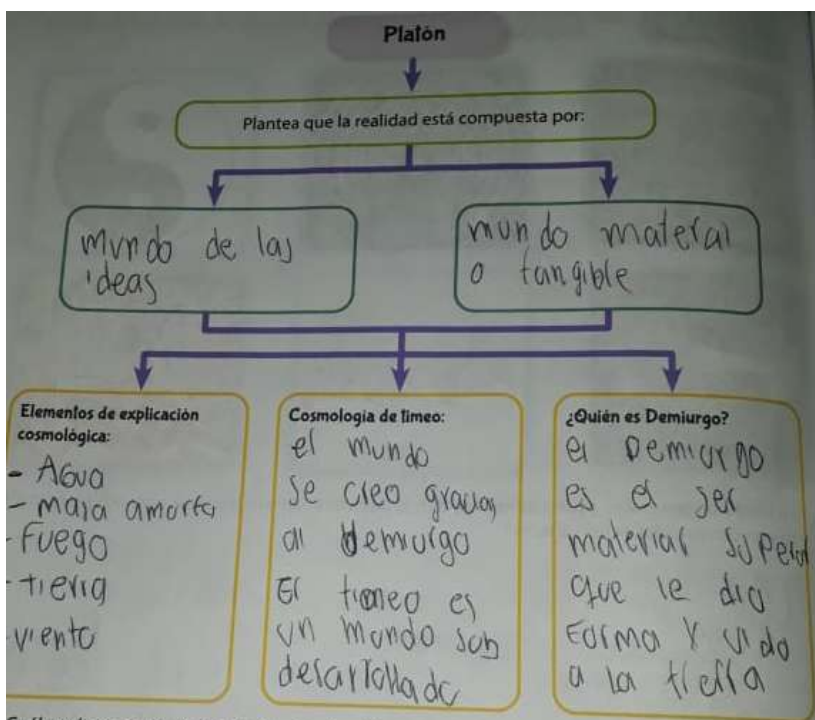 Platón
Plantea que la realidad está compuesta por:
mundo de las
ideas
mundo material
o tangible
Elementos de explicación
cosmológica:
- AGUA
- masa amorfa
- Fuego
- tierra
- viento
Cosmología de Timeo:
el mundo
se creo gracias
al Demiurgo
El timeo es
un mundo sub
desarrollado
¿Quién es Demiurgo?
el Demiurgo
es el ser
material superior
que le dio
forma y vida
a la tierra